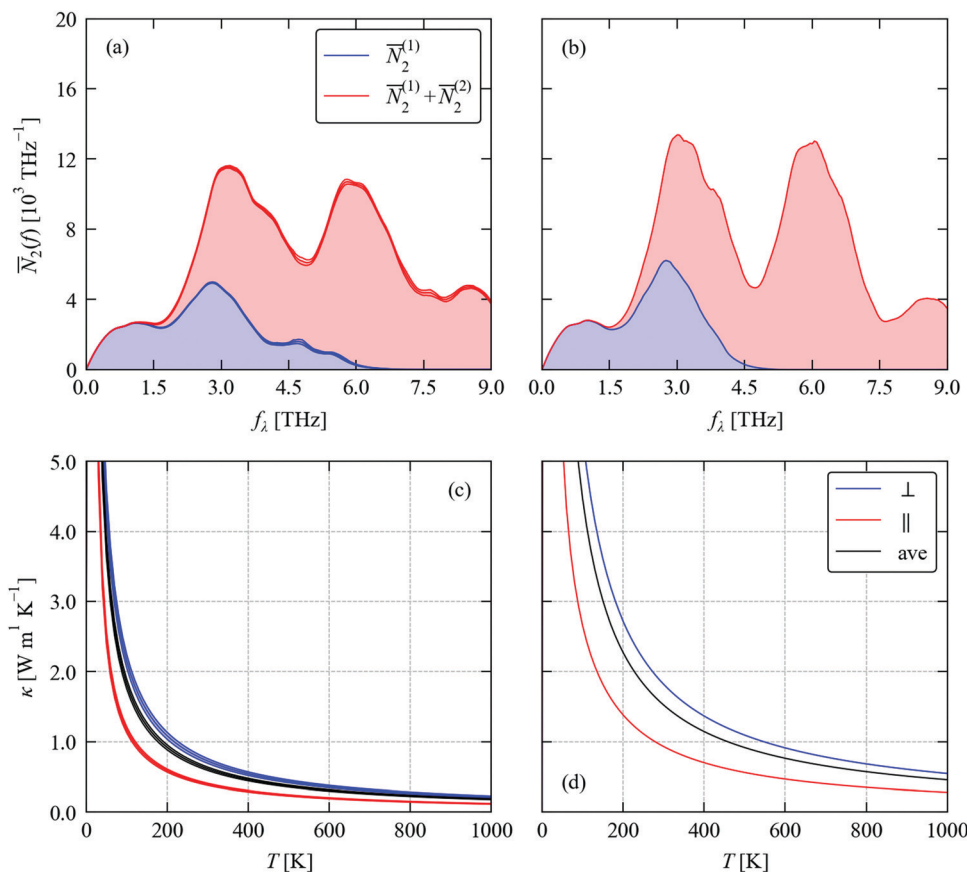 (a)
N̅₂⁽¹⁾
N̅₂⁽¹⁾ + N̅₂⁽²⁾
N̅₂(f) [10³ THz⁻¹]
20
16
12
8
4
0
0.0 1.5 3.0 4.5 6.0 7.5 9.0
f_λ [THz]
(b)
0.0 1.5 3.0 4.5 6.0 7.5 9.0
f_λ [THz]
(c)
κ [W m¹ K⁻¹]
5.0
4.0
3.0
2.0
1.0
0.0
0 200 400 600 800 1000
T [K]
⊥
∥
ave
(d)
0 200 400 600 800 1000
T [K]